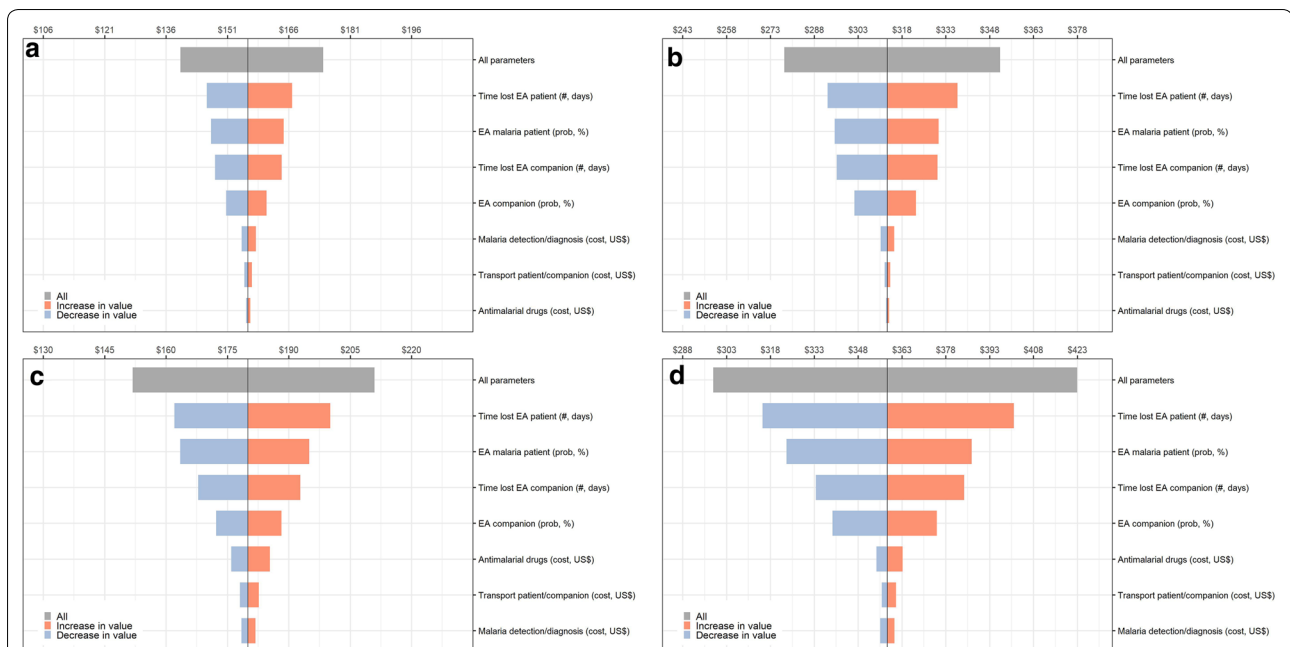 $106 $121 $136 $151 $166 $181 $196
a
All parameters
Time lost EA patient (#, days)
EA malaria patient (prob, %)
Time lost EA companion (#, days)
EA companion (prob, %)
Malaria detection/diagnosis (cost, US$)
Transport patient/companion (cost, US$)
Antimalarial drugs (cost, US$)
All
Increase in value
Decrease in value
$243 $258 $273 $288 $303 $318 $333 $348 $363 $378
b
All parameters
Time lost EA patient (#, days)
EA malaria patient (prob, %)
Time lost EA companion (#, days)
EA companion (prob, %)
Malaria detection/diagnosis (cost, US$)
Transport patient/companion (cost, US$)
Antimalarial drugs (cost, US$)
All
Increase in value
Decrease in value
$130 $145 $160 $175 $190 $205 $220
c
All parameters
Time lost EA patient (#, days)
EA malaria patient (prob, %)
Time lost EA companion (#, days)
EA companion (prob, %)
Antimalarial drugs (cost, US$)
Transport patient/companion (cost, US$)
Malaria detection/diagnosis (cost, US$)
All
Increase in value
Decrease in value
$288 $303 $318 $333 $348 $363 $378 $393 $408 $423
d
All parameters
Time lost EA patient (#, days)
EA malaria patient (prob, %)
Time lost EA companion (#, days)
EA companion (prob, %)
Antimalarial drugs (cost, US$)
Transport patient/companion (cost, US$)
Malaria detection/diagnosis (cost, US$)
All
Increase in value
Decrease in value